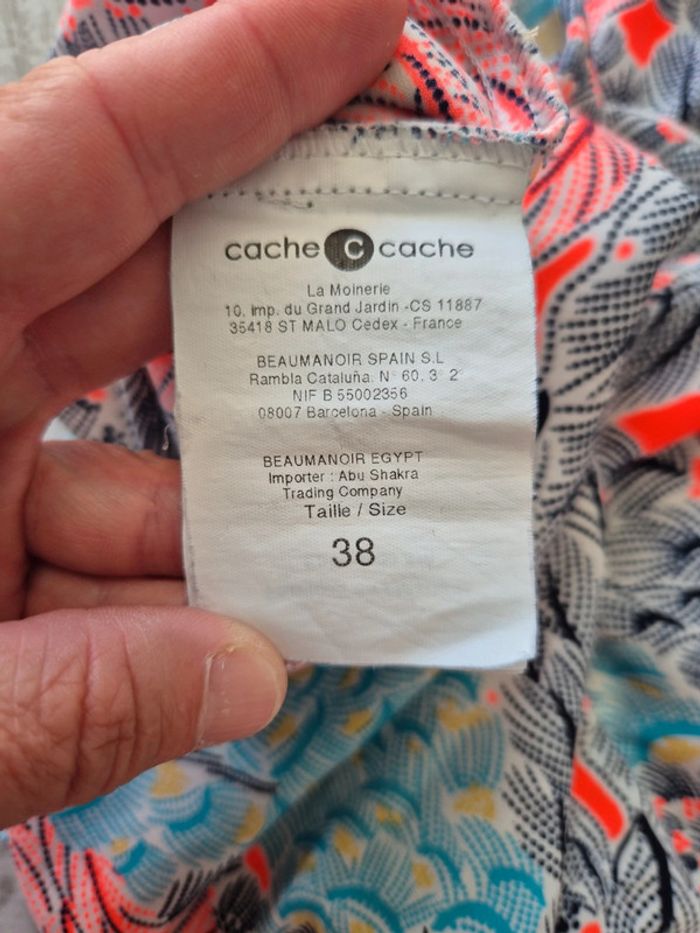 cache C cache
La Moinerie
10, imp. du Grand Jardin -CS 11887
35418 ST MALO Cedex - France
BEAUMANOIR SPAIN S.L
Rambla Cataluña. N° 60. 3° 2°
NIF B 55002356
08007 Barcelona - Spain
BEAUMANOIR EGYPT
Importer : Abu Shakra
Trading Company
Taille / Size
38